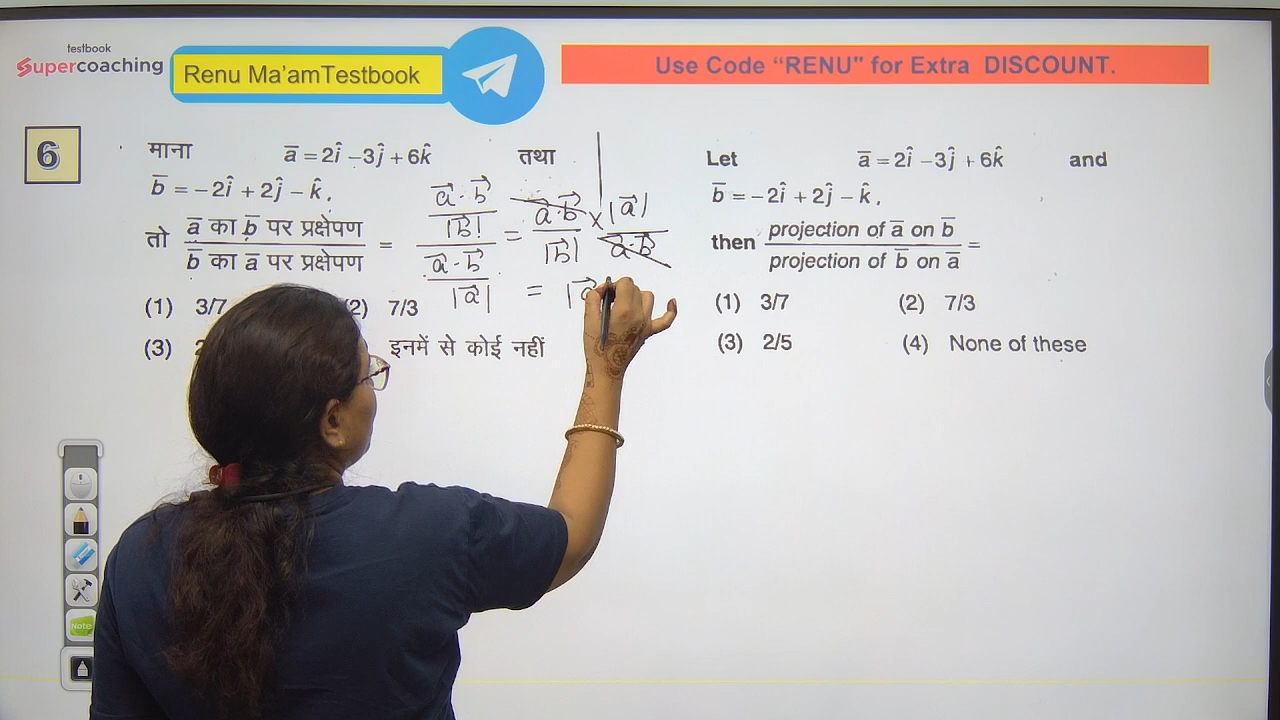 testbook
Supercoaching
Renu Ma'amTestbook
Use Code “RENU" for Extra DISCOUNT.
6
माना a̅ = 2î − 3ĵ + 6k̂ तथा
b̅ = − 2î + 2ĵ − k̂ ,
तो a̅ का b̅ पर प्रक्षेपण / b̅ का a̅ पर प्रक्षेपण =
(1) 3/7 2) 7/3
(3) 2 इनमें से कोई नहीं
a⃗ · b⃗ / |b⃗| / a⃗ · b⃗ / |a⃗| = a⃗ · b⃗ / |b⃗| × |a⃗| / a⃗ · b⃗
= |a⃗
Let a̅ = 2î − 3ĵ + 6k̂ and
b̅ = − 2î + 2ĵ − k̂ ,
then projection of a̅ on b̅ / projection of b̅ on a̅ =
(1) 3/7 (2) 7/3
(3) 2/5 (4) None of these
Note